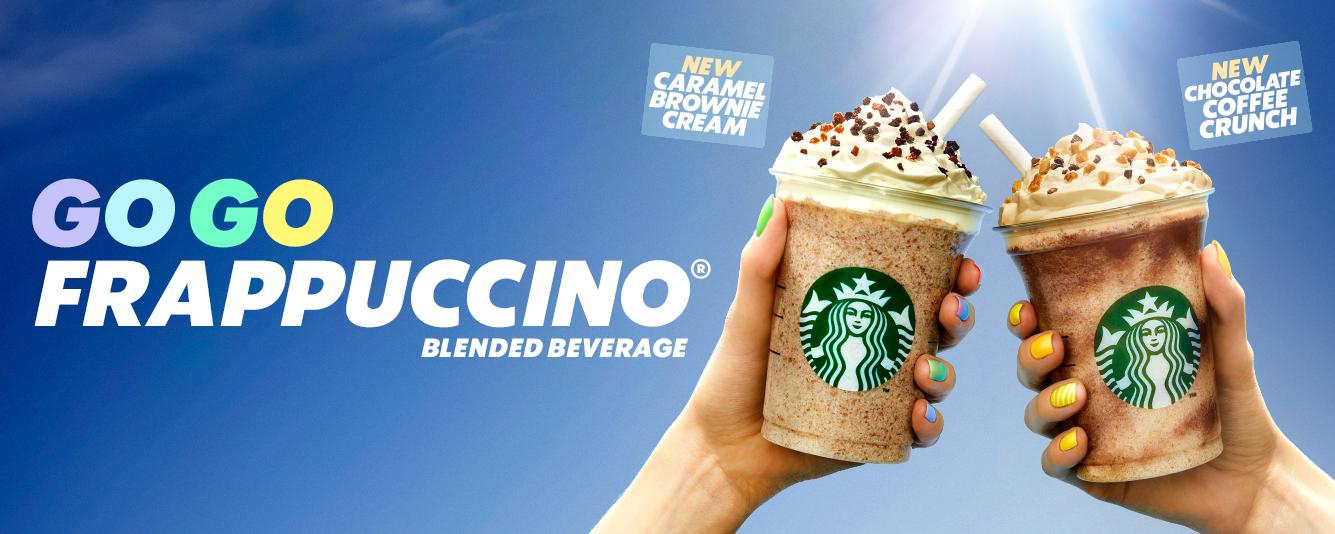 GO GO
FRAPPUCCINO®
BLENDED BEVERAGE
NEW
CARAMEL
BROWNIE
CREAM
NEW
CHOCOLATE
COFFEE
CRUNCH